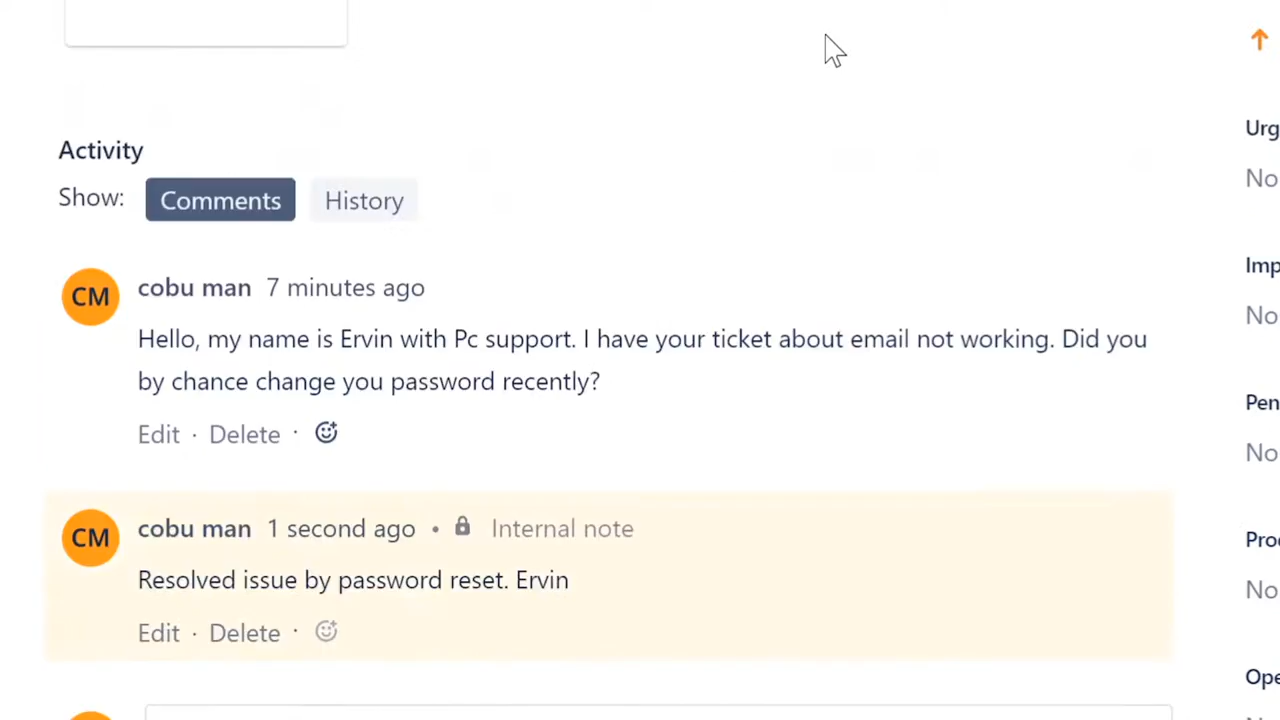 Activity
Show: Comments History
CM cobu man 7 minutes ago
Hello, my name is Ervin with Pc support. I have your ticket about email not working. Did you
by chance change you password recently?
Edit · Delete ·
CM cobu man 1 second ago • Internal note
Resolved issue by password reset. Ervin
Edit · Delete ·
Urg
No
Imp
No
Pen
No
No
Ope